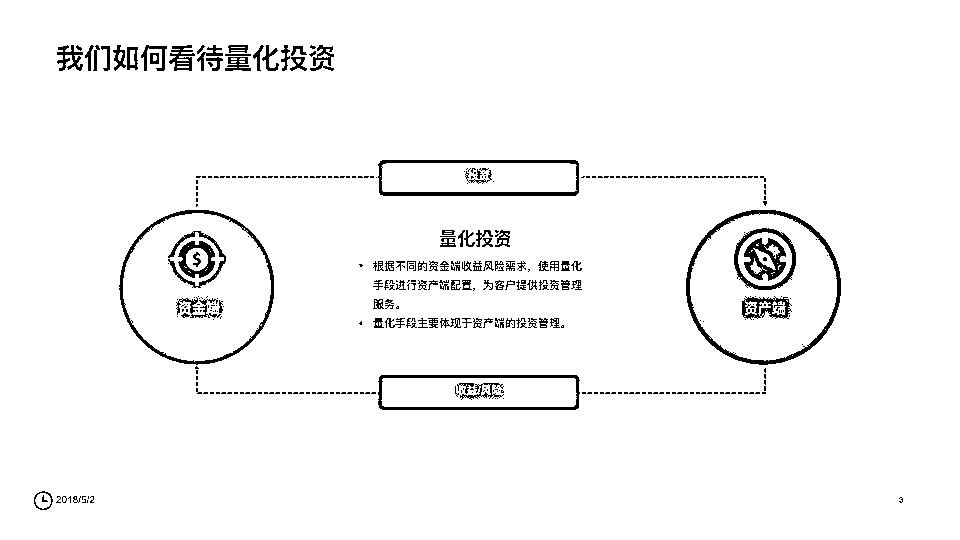 我们如何看待量化投资
投资
量化投资
• 根据不同的资金端收益风险需求，使用量化
手段进行资产端配置，为客户提供投资管理
服务。
• 量化手段主要体现于资产端的投资管理。
$
资金端
资产端
收益/风险
2018/5/2
3